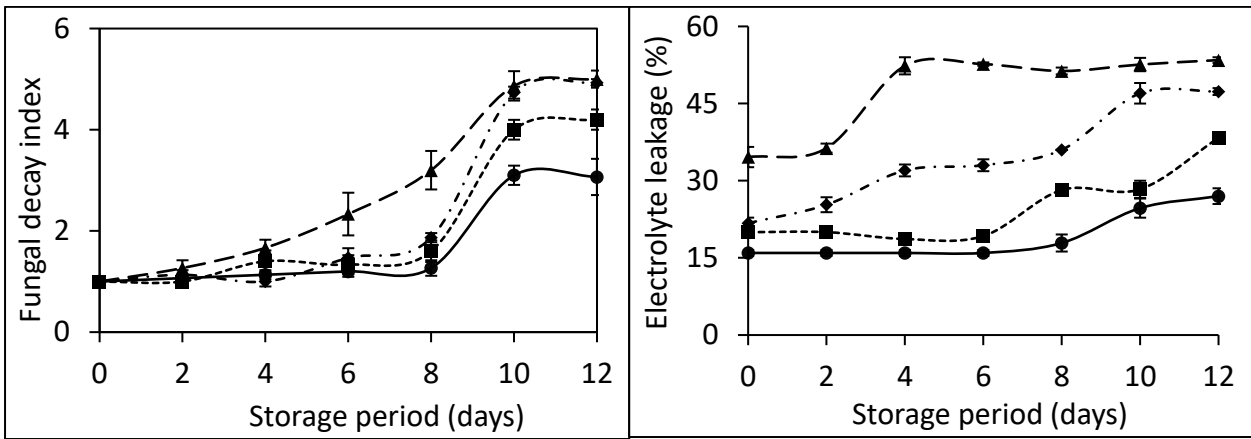 Fungal decay index
6
4
2
0
0 2 4 6 8 10 12
Storage period (days)
Electrolyte leakage (%)
60
45
30
15
0
0 2 4 6 8 10 12
Storage period (days)